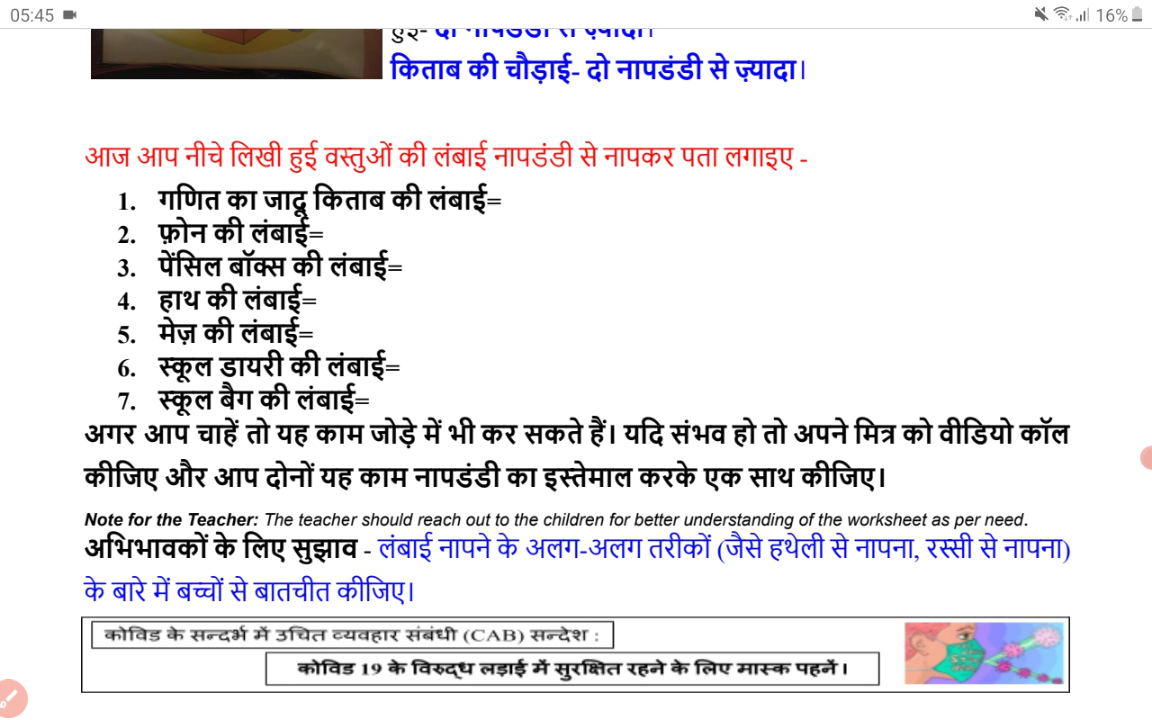 05:45
16%
हुई- दो नापडंडी से ज़्यादा।
किताब की चौड़ाई- दो नापडंडी से ज़्यादा।
आज आप नीचे लिखी हुई वस्तुओं की लंबाई नापडंडी से नापकर पता लगाइए -
1. गणित का जादू किताब की लंबाई=
2. फ़ोन की लंबाई=
3. पेंसिल बॉक्स की लंबाई=
4. हाथ की लंबाई=
5. मेज़ की लंबाई=
6. स्कूल डायरी की लंबाई=
7. स्कूल बैग की लंबाई=
अगर आप चाहें तो यह काम जोड़े में भी कर सकते हैं। यदि संभव हो तो अपने मित्र को वीडियो कॉल
कीजिए और आप दोनों यह काम नापडंडी का इस्तेमाल करके एक साथ कीजिए।
Note for the Teacher: The teacher should reach out to the children for better understanding of the worksheet as per need.
अभिभावकों के लिए सुझाव - लंबाई नापने के अलग-अलग तरीकों (जैसे हथेली से नापना, रस्सी से नापना)
के बारे में बच्चों से बातचीत कीजिए।
कोविड के सन्दर्भ में उचित व्यवहार संबंधी (CAB) सन्देश :
कोविड 19 के विरुद्ध लड़ाई में सुरक्षित रहने के लिए मास्क पहनें।